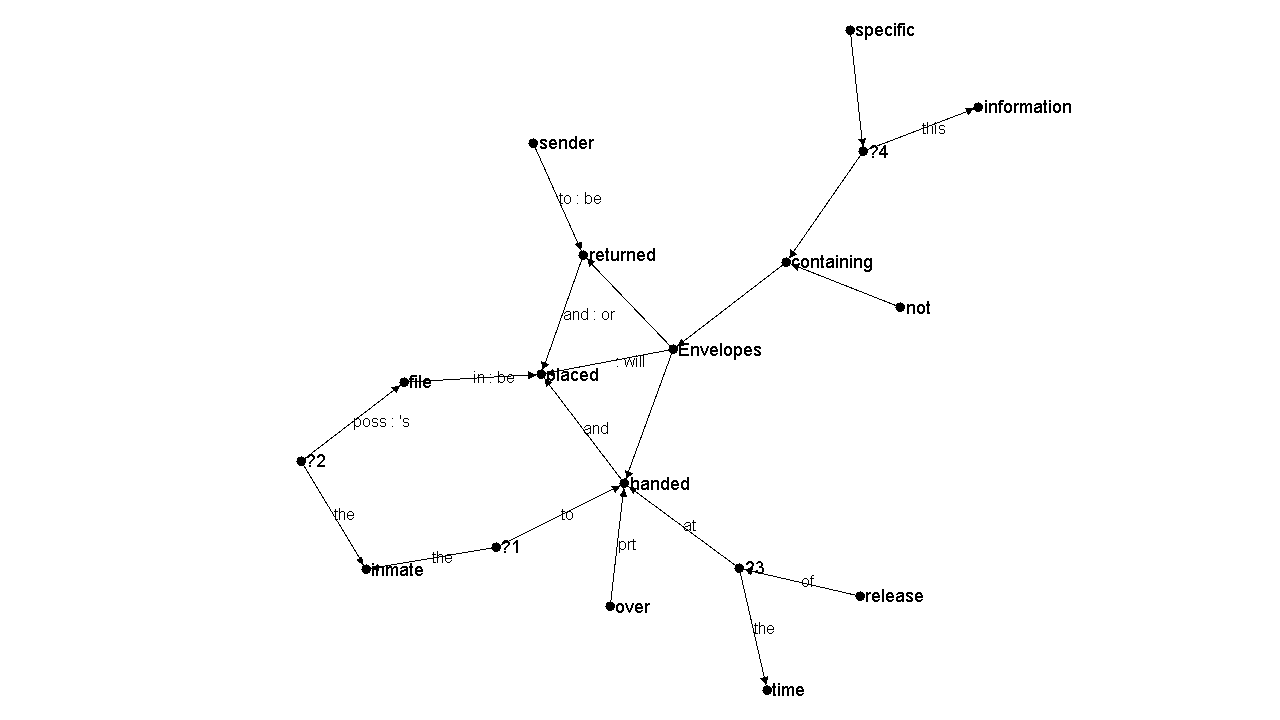 specific
information
this
sender
?4
to : be
returned
containing
not
and : or
Envelopes
: will
placed
file
in : be
poss : 's
and
?2
handed
the
to
at
?1
prt
the
inmate
?3
of
release
over
the
time